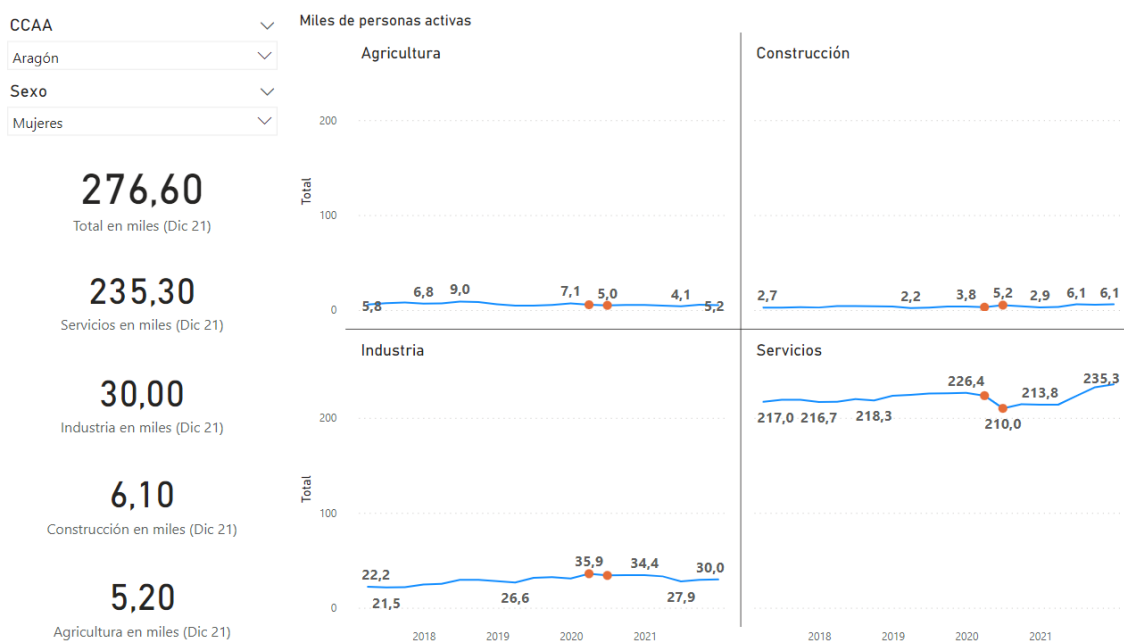 CCAA
Aragón
Sexo
Mujeres
276,60
Total en miles (Dic 21)
235,30
Servicios en miles (Dic 21)
30,00
Industria en miles (Dic 21)
6,10
Construcción en miles (Dic 21)
5,20
Agricultura en miles (Dic 21)
Miles de personas activas
Agricultura
Total
200
100
0
5,8
6,8
9,0
7,1
5,0
4,1
5,2
Construcción
2,7
2,2
3,8
5,2
2,9
6,1
6,1
Industria
Total
200
100
0
22,2
21,5
26,6
35,9
34,4
27,9
30,0
2018
2019
2020
2021
Servicios
217,0
216,7
218,3
226,4
210,0
213,8
235,3
2018
2019
2020
2021